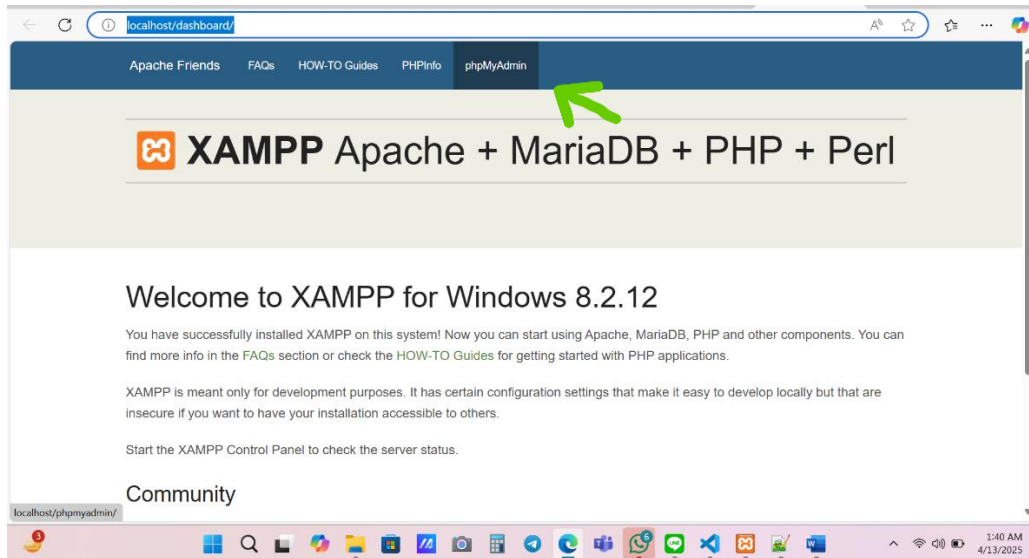 localhost/dashboard/
Apache Friends FAQs HOW-TO Guides PHPInfo phpMyAdmin
XAMPP Apache + MariaDB + PHP + Perl
Welcome to XAMPP for Windows 8.2.12
You have successfully installed XAMPP on this system! Now you can start using Apache, MariaDB, PHP and other components. You can
find more info in the FAQs section or check the HOW-TO Guides for getting started with PHP applications.
XAMPP is meant only for development purposes. It has certain configuration settings that make it easy to develop locally but that are
insecure if you want to have your installation accessible to others.
Start the XAMPP Control Panel to check the server status.
Community
localhost/phpmyadmin/
3
6
1:40 AM
4/13/2025